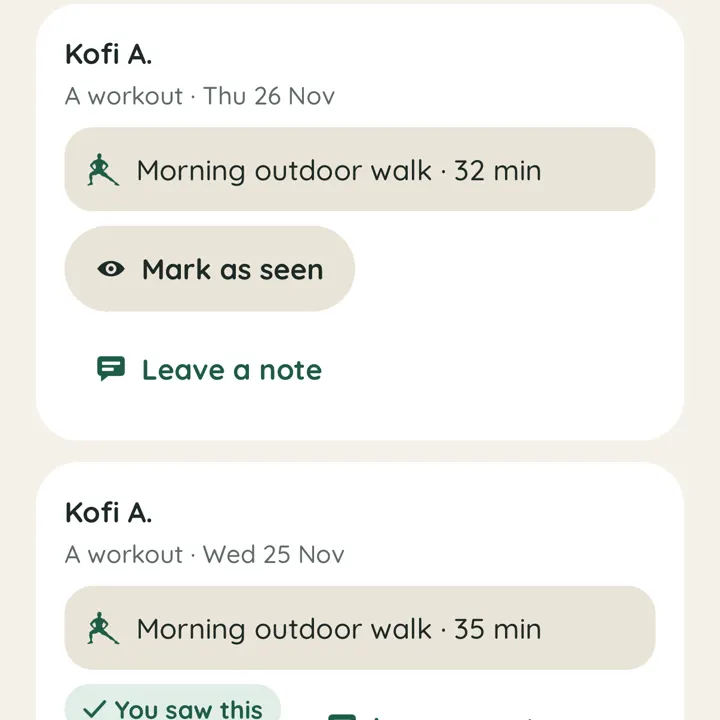 Kofi A.
A workout · Thu 26 Nov
Morning outdoor walk · 32 min
Mark as seen
Leave a note
Kofi A.
A workout · Wed 25 Nov
Morning outdoor walk · 35 min
You saw this